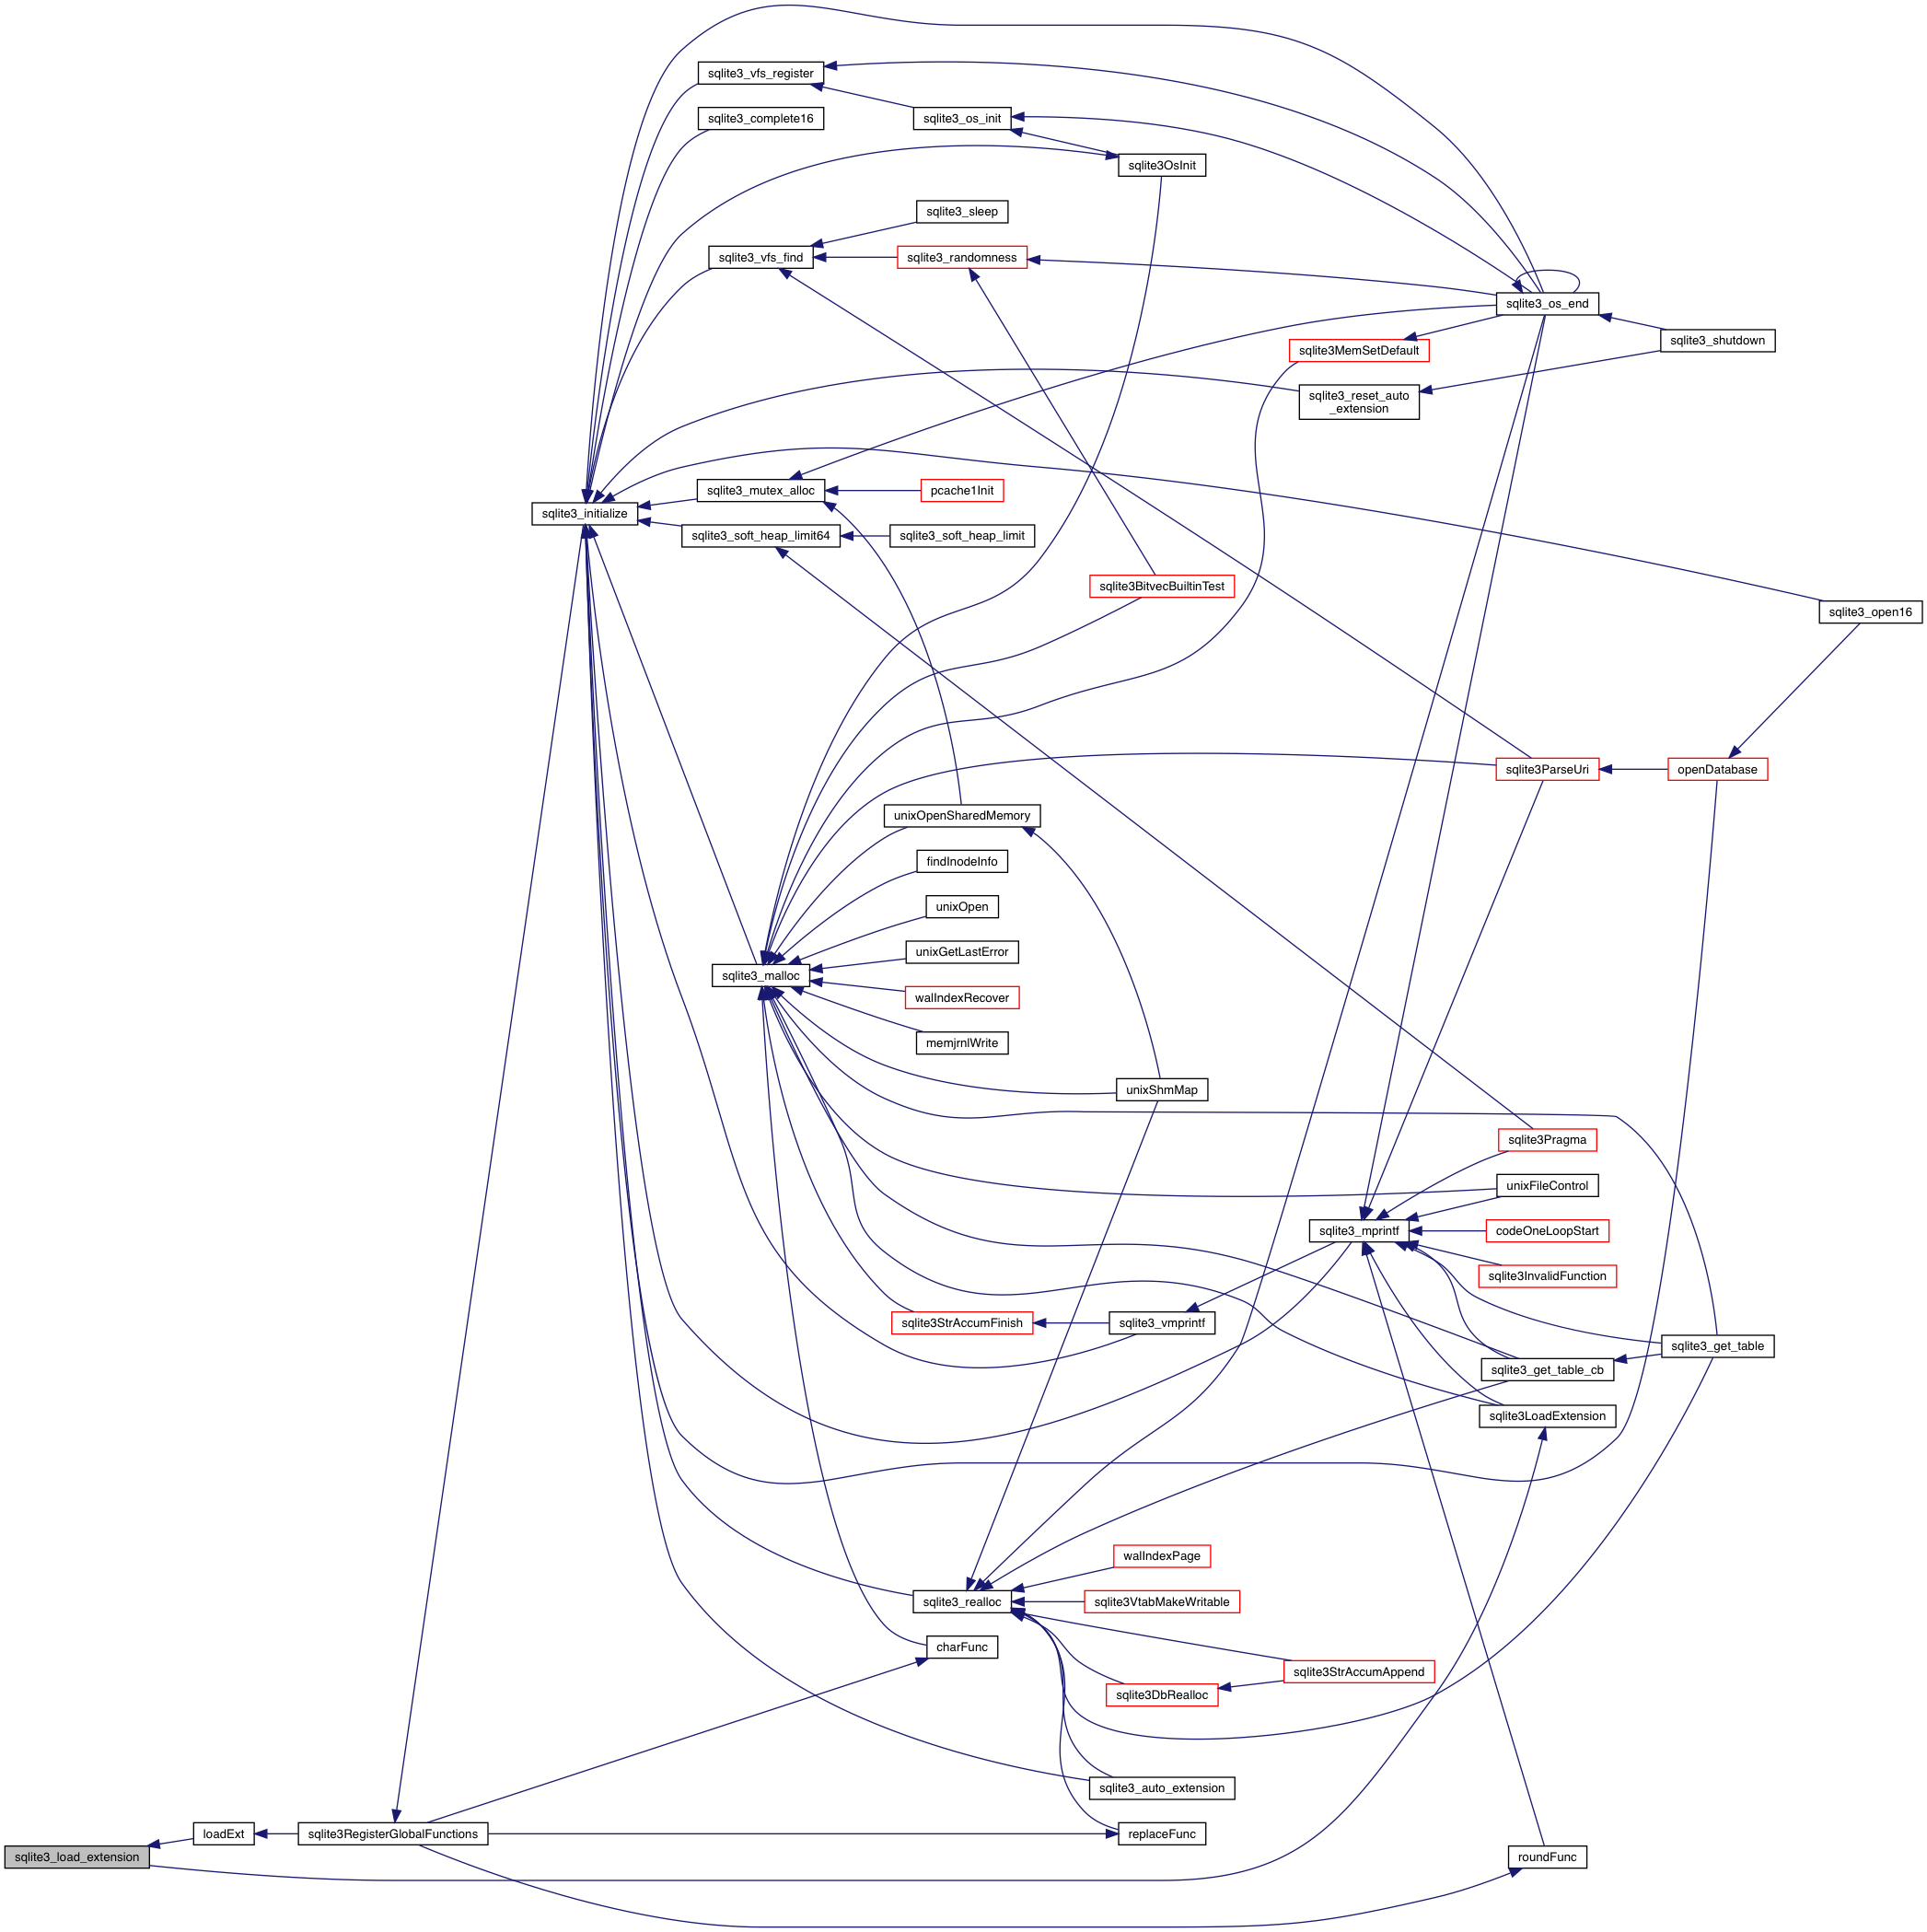 sqlite3_vfs_register
sqlite3_complete16
sqlite3_os_init
sqlite3OsInit
sqlite3_sleep
sqlite3_vfs_find
sqlite3_randomness
sqlite3_os_end
sqlite3_shutdown
sqlite3MemSetDefault
sqlite3_reset_auto
_extension
sqlite3_mutex_alloc
pcache1Init
sqlite3_initialize
sqlite3_soft_heap_limit64
sqlite3_soft_heap_limit
sqlite3BitvecBuiltinTest
sqlite3_open16
sqlite3ParseUri
openDatabase
unixOpenSharedMemory
findInodeInfo
unixOpen
unixGetLastError
sqlite3_malloc
walIndexRecover
memjrnlWrite
unixShmMap
sqlite3Pragma
unixFileControl
sqlite3_mprintf
codeOneLoopStart
sqlite3InvalidFunction
sqlite3StrAccumFinish
sqlite3_vmprintf
sqlite3_get_table
sqlite3_get_table_cb
sqlite3LoadExtension
walIndexPage
sqlite3_realloc
sqlite3VtabMakeWritable
charFunc
sqlite3StrAccumAppend
sqlite3DbRealloc
sqlite3_auto_extension
loadExt
sqlite3RegisterGlobalFunctions
replaceFunc
sqlite3_load_extension
roundFunc